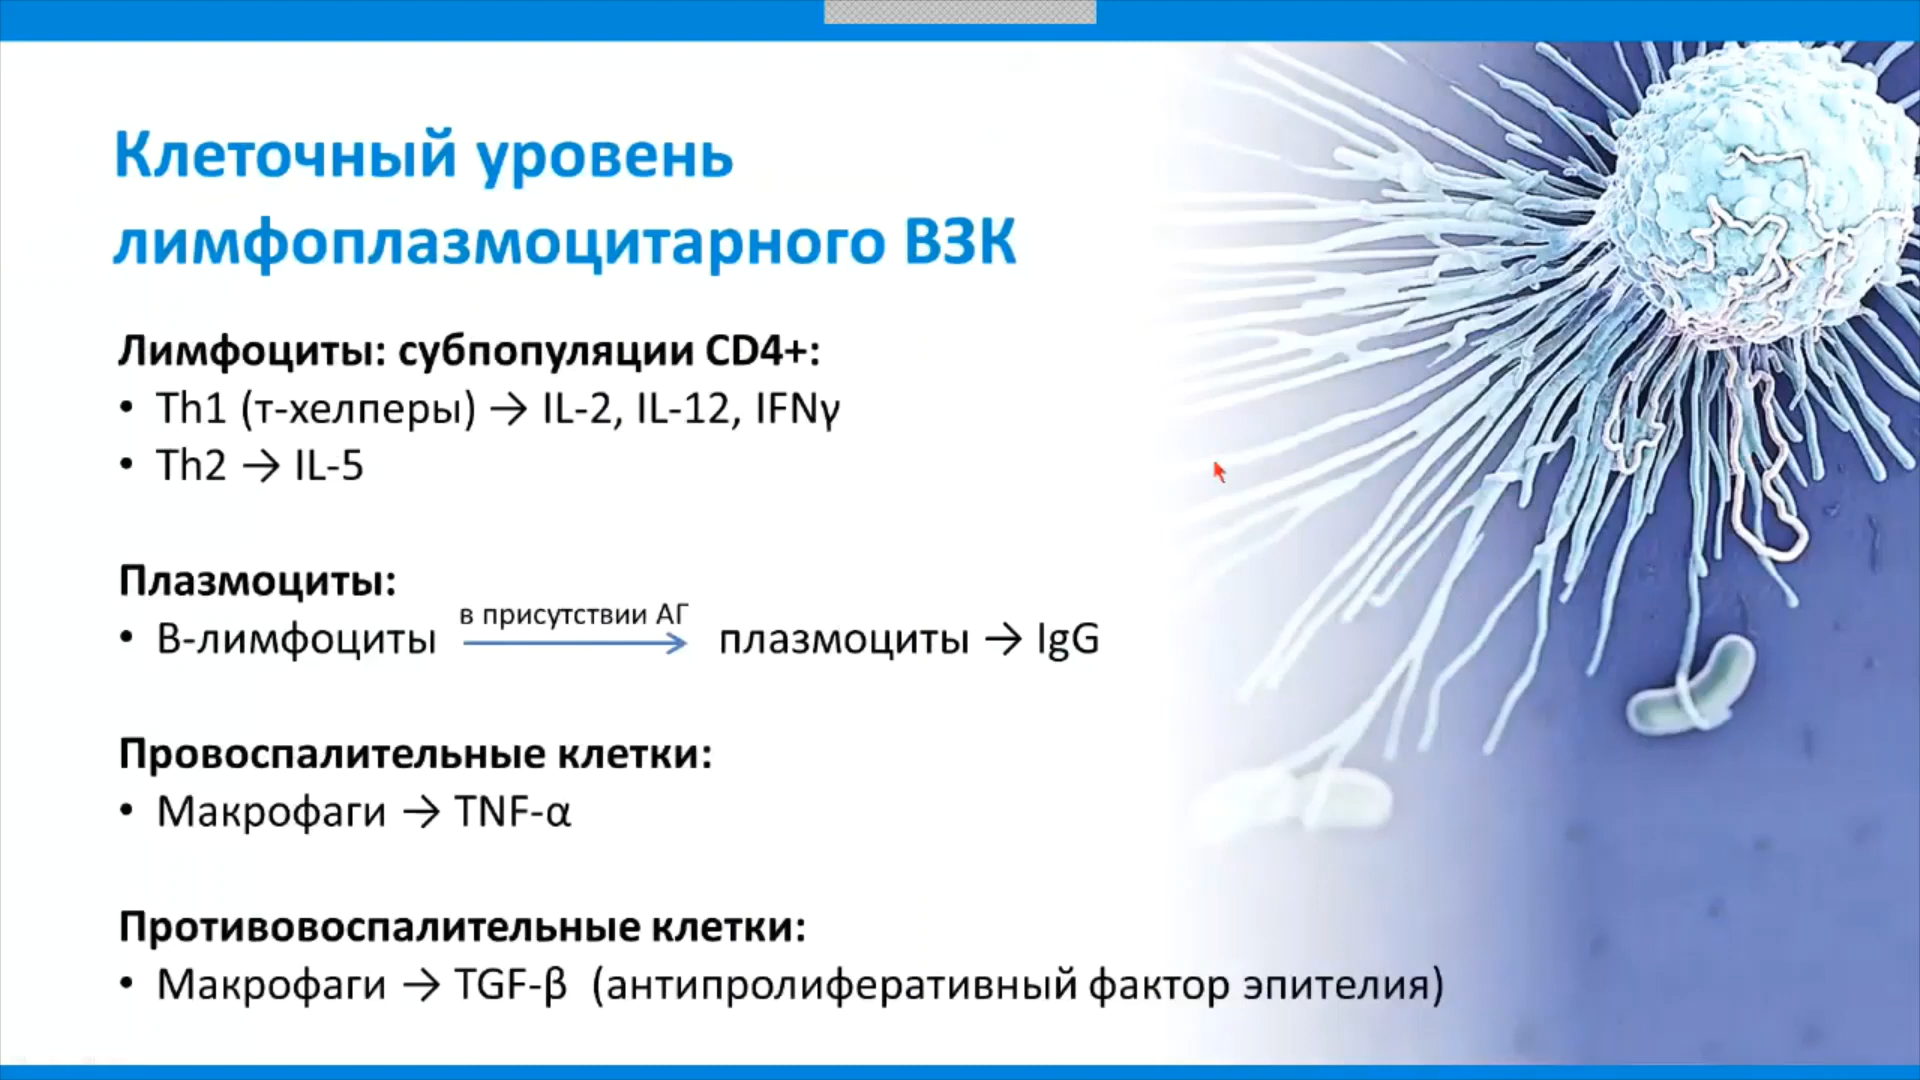 Клеточный уровень
лимфоплазмоцитарного ВЗК
Лимфоциты: субпопуляции CD4+:
• Th1 (т-хелперы) → IL-2, IL-12, IFNγ
• Th2 → IL-5
Плазмоциты:
в присутствии АГ
• В-лимфоциты → плазмоциты → IgG
Провоспалительные клетки:
• Макрофаги → TNF-α
Противовоспалительные клетки:
• Макрофаги → TGF-β (антипролиферативный фактор эпителия)